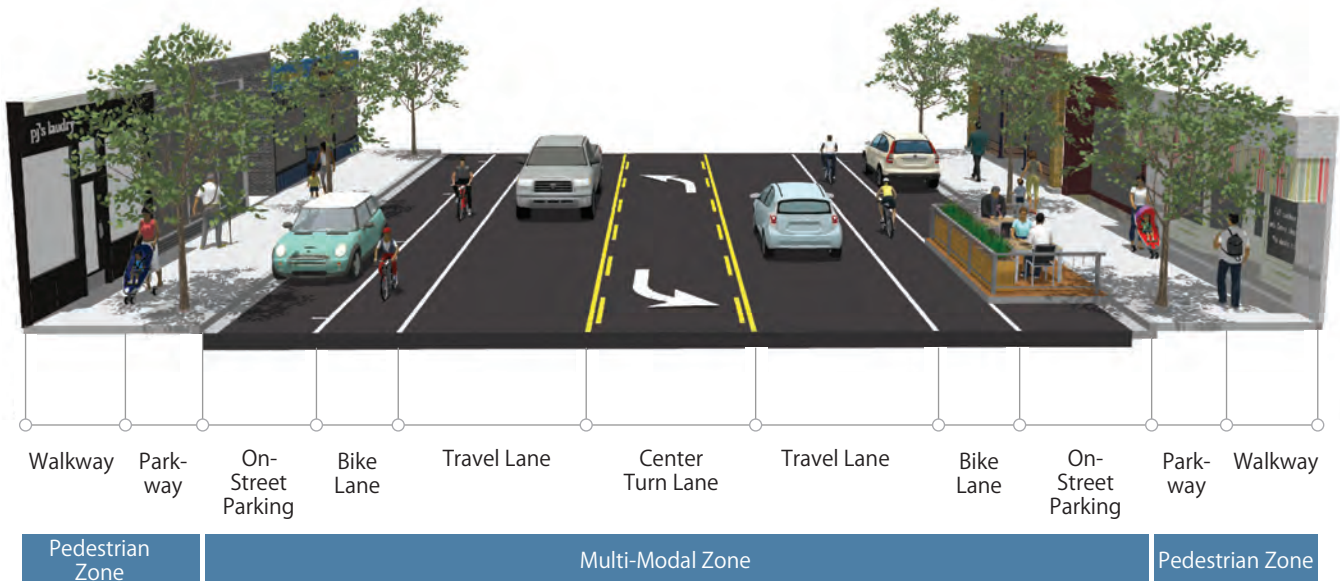 pj's laudry
Walkway
Park-
way
On-
Street
Parking
Bike
Lane
Travel Lane
Center
Turn Lane
Travel Lane
Bike
Lane
On-
Street
Parking
Park-
way
Walkway
Pedestrian
Zone
Multi-Modal Zone
Pedestrian Zone